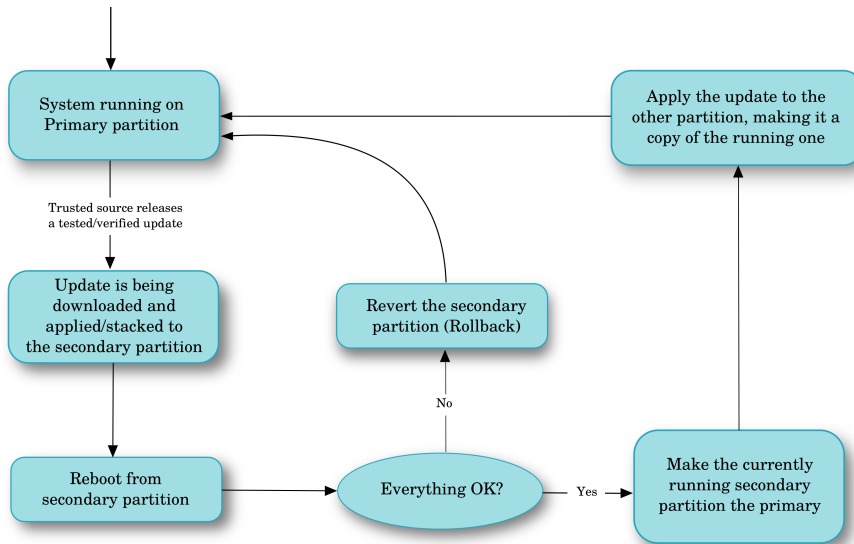 System running on
Primary partition
Apply the update to the
other partition, making it a
copy of the running one
Trusted source releases
a tested/verified update
Update is being
downloaded and
applied/stacked to
the secondary partition
Revert the secondary
partition (Rollback)
No
Reboot from
secondary partition
Everything OK?
Yes
Make the currently
running secondary
partition the primary